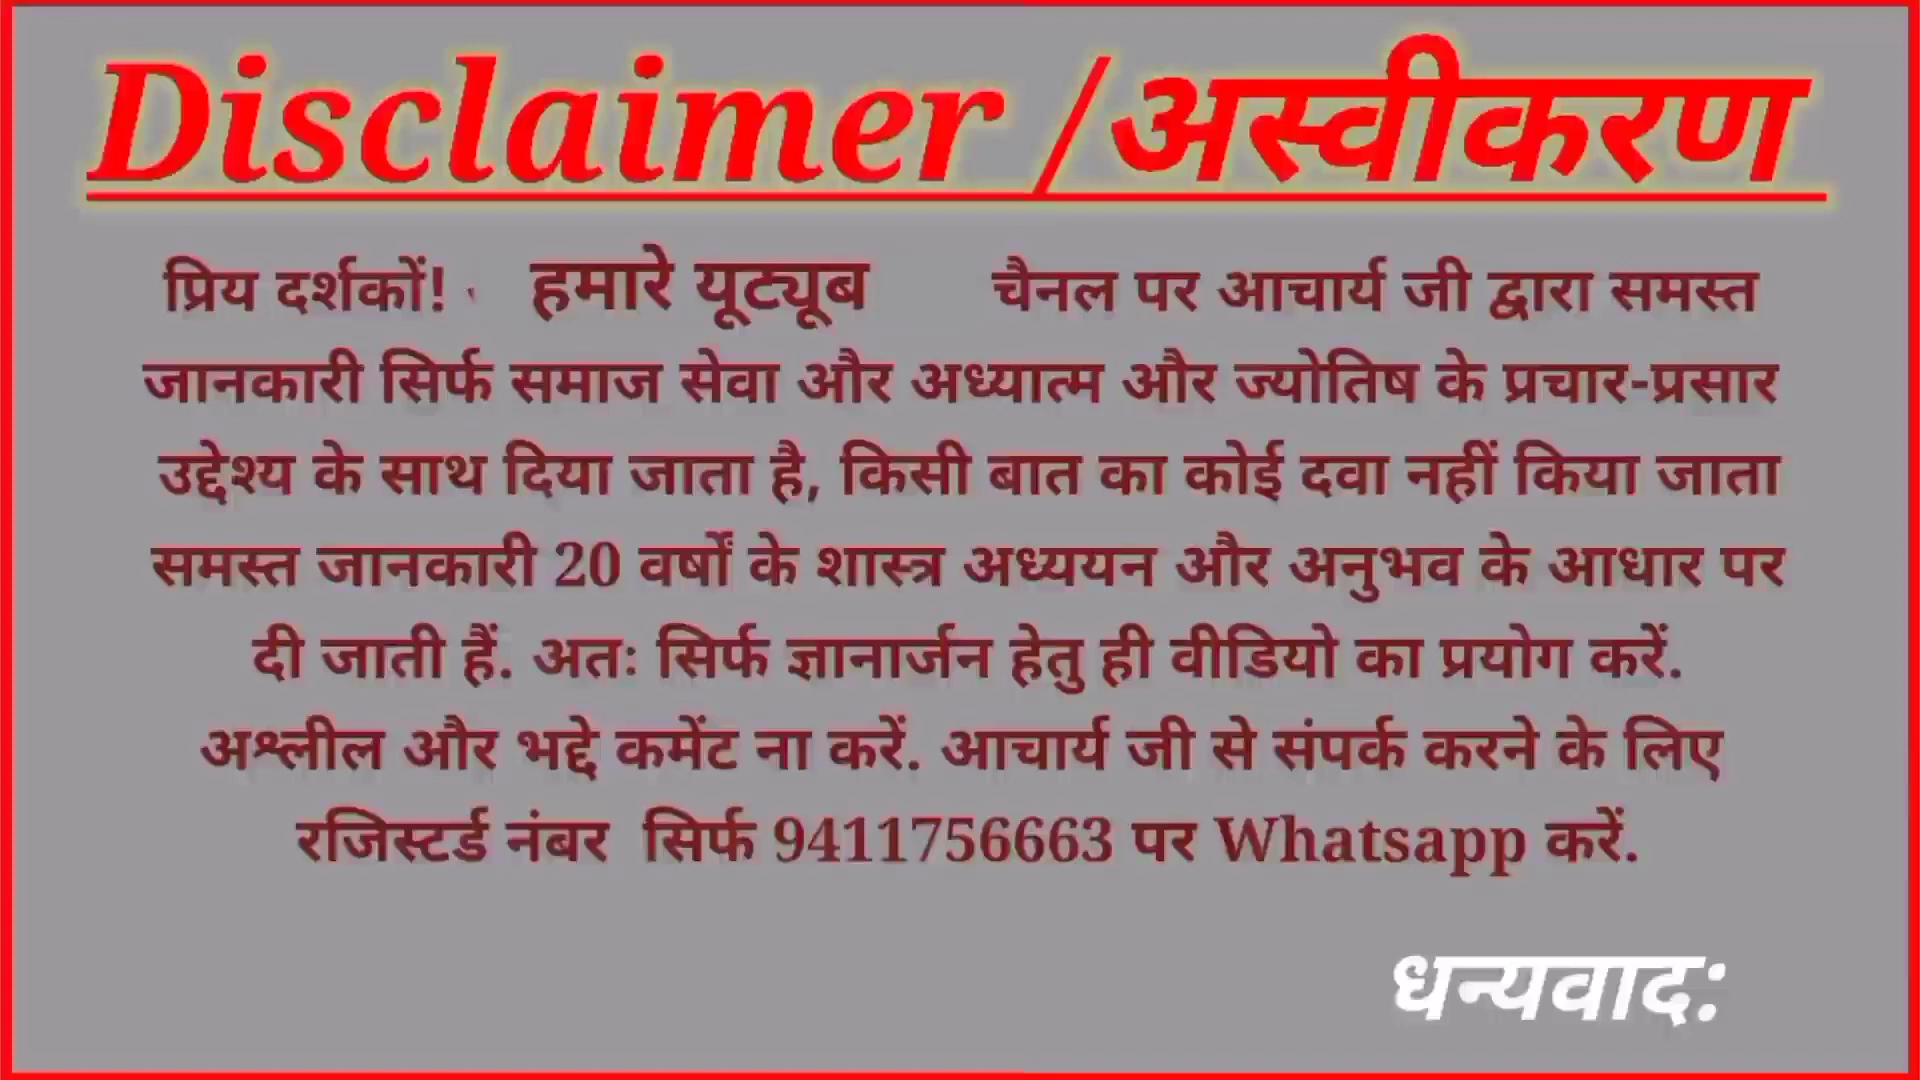 Disclaimer /अस्वीकरण
प्रिय दर्शकों! हमारे यूट्यूब चैनल पर आचार्य जी द्वारा समस्त
जानकारी सिर्फ समाज सेवा और अध्यात्म और ज्योतिष के प्रचार-प्रसार
उद्देश्य के साथ दिया जाता है, किसी बात का कोई दवा नहीं किया जाता
समस्त जानकारी 20 वर्षों के शास्त्र अध्ययन और अनुभव के आधार पर
दी जाती हैं. अतः सिर्फ ज्ञानार्जन हेतु ही वीडियो का प्रयोग करें.
अश्लील और भद्दे कमेंट ना करें. आचार्य जी से संपर्क करने के लिए
रजिस्टर्ड नंबर सिर्फ 9411756663 पर Whatsapp करें.
धन्यवाद: